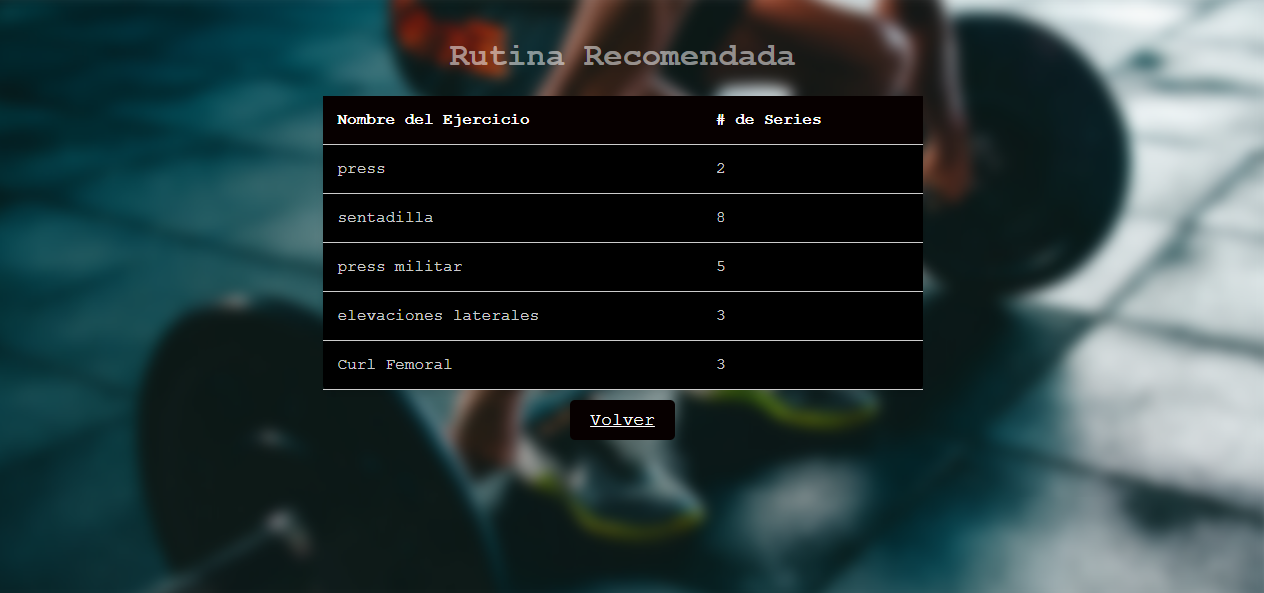 Rutina Recomendada
Nombre del Ejercicio # de Series
press 2
sentadilla 8
press militar 5
elevaciones laterales 3
Curl Femoral 3
Volver